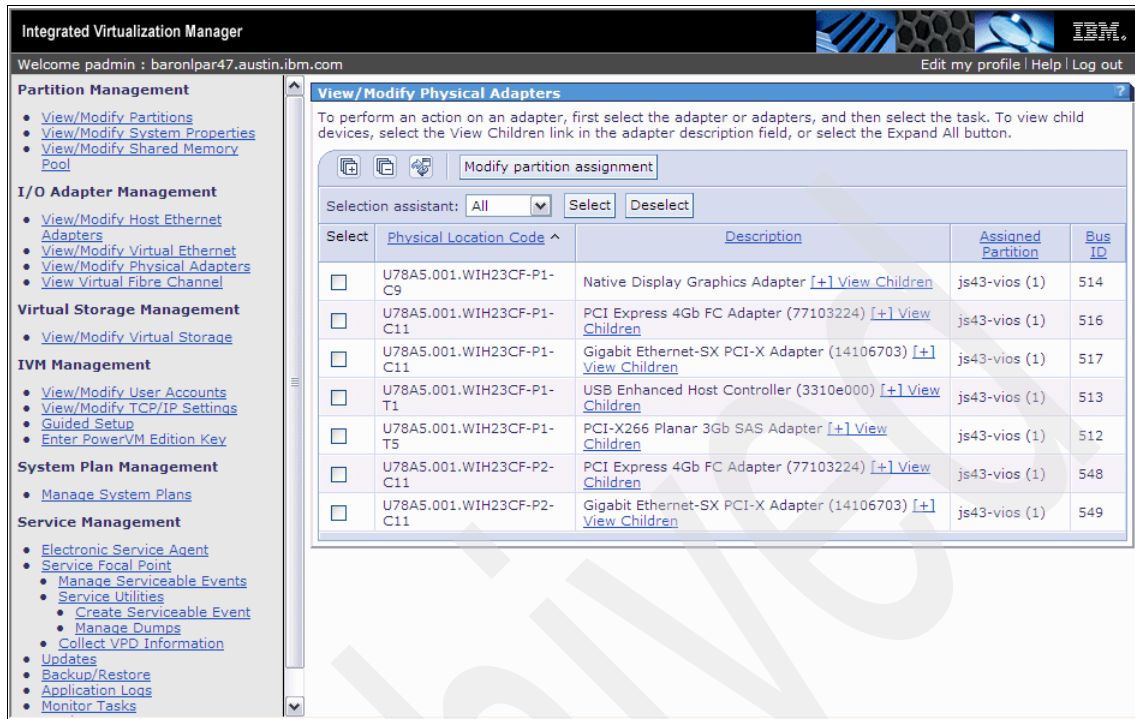 Integrated Virtualization Manager
IBM.
Welcome padmin : baronlpar47.austin.ibm.com
Edit my profile | Help | Log out
Partition Management
View/Modify Partitions
View/Modify System Properties
View/Modify Shared Memory
Pool
I/O Adapter Management
View/Modify Host Ethernet
Adapters
View/Modify Virtual Ethernet
View/Modify Physical Adapters
View Virtual Fibre Channel
Virtual Storage Management
View/Modify Virtual Storage
IVM Management
View/Modify User Accounts
View/Modify TCP/IP Settings
Guided Setup
Enter PowerVM Edition Key
System Plan Management
Manage System Plans
Service Management
Electronic Service Agent
Service Focal Point
Manage Serviceable Events
Service Utilities
Create Serviceable Event
Manage Dumps
Collect VPD Information
Updates
Backup/Restore
Application Logs
Monitor Tasks
View/Modify Physical Adapters
?
To perform an action on an adapter, first select the adapter or adapters, and then select the task. To view child
devices, select the View Children link in the adapter description field, or select the Expand All button.
Modify partition assignment
Selection assistant: All Select Deselect
Select Physical Location Code ^ Description Assigned Bus
Partition ID
U78A5.001.WIH23CF-P1- Native Display Graphics Adapter [+] View Children js43-vios (1) 514
C9
U78A5.001.WIH23CF-P1- PCI Express 4Gb FC Adapter (77103224) [+] View js43-vios (1) 516
C11 Children
U78A5.001.WIH23CF-P1- Gigabit Ethernet-SX PCI-X Adapter (14106703) [+] js43-vios (1) 517
C11 View Children
U78A5.001.WIH23CF-P1- USB Enhanced Host Controller (3310e000) [+] View js43-vios (1) 513
T1 Children
U78A5.001.WIH23CF-P1- PCI-X266 Planar 3Gb SAS Adapter [+] View js43-vios (1) 512
T5 Children
U78A5.001.WIH23CF-P2- PCI Express 4Gb FC Adapter (77103224) [+] View js43-vios (1) 548
C11 Children
U78A5.001.WIH23CF-P2- Gigabit Ethernet-SX PCI-X Adapter (14106703) [+] js43-vios (1) 549
C11 View Children